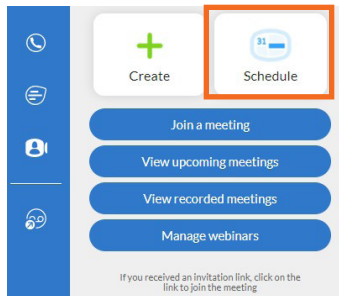 31
Create
Schedule
Join a meeting
View upcoming meetings
View recorded meetings
Manage webinars
If you received an invitation link, click on the
link to join the meeting